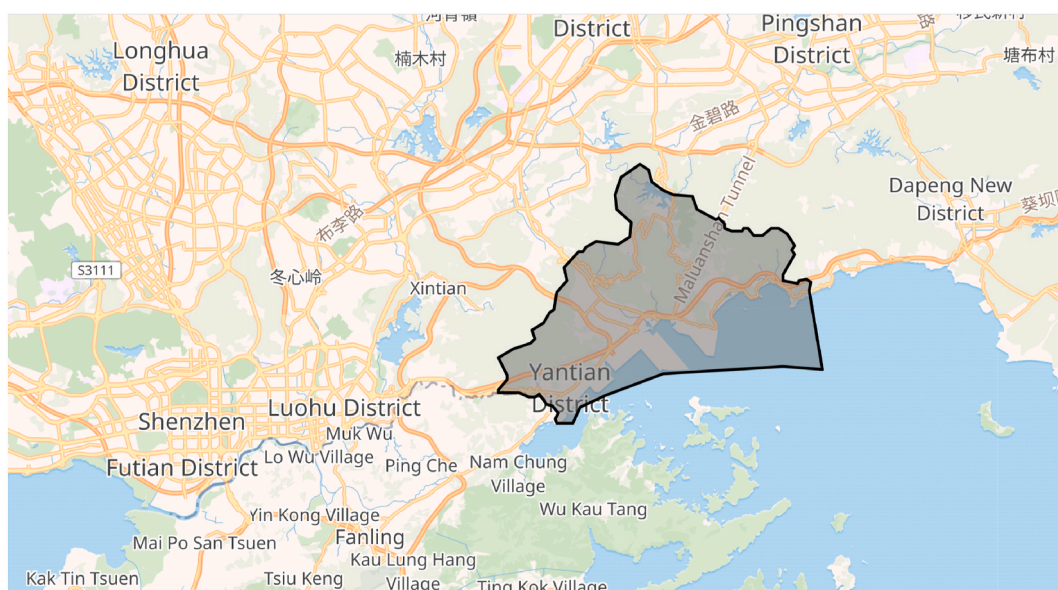 District
Pingshan
District
Longhua
District
楠木村
塘布村
金碧路
Dapeng New
District
布李路
S3111
冬心岭
Xintian
Maluanshan Tunnel
Yantian
District
Shenzhen
Luohu District
Muk Wu
Lo Wu Village
Futian District
Ping Che
Nam Chung
Village
Wu Kau Tang
Yin Kong Village
Fanling
Mai Po San Tsuen
Kau Lung Hang
Village
Kak Tin Tsuen
Tsiu Keng
Ting Kok Village